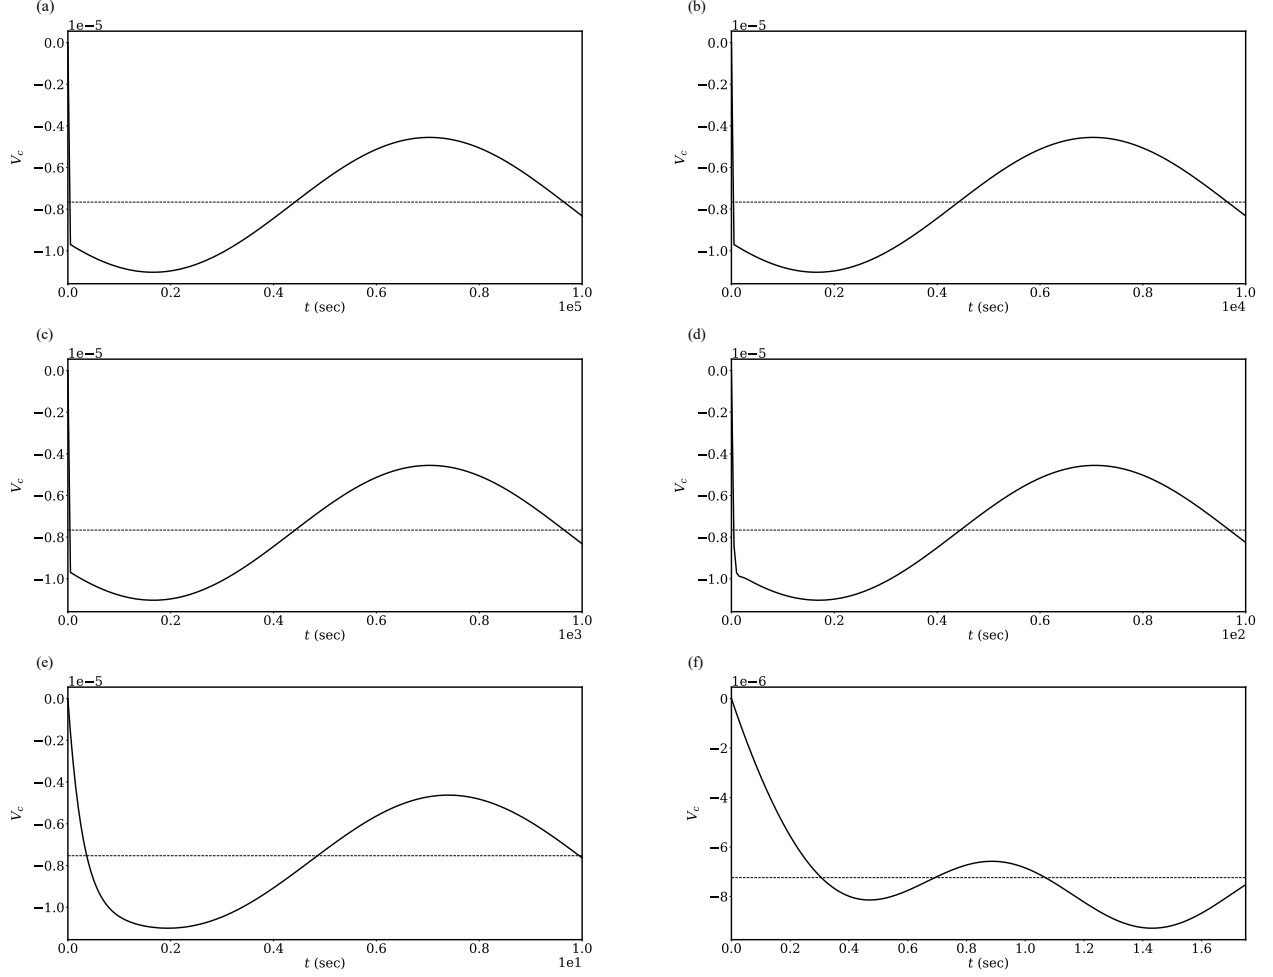 (a)
1e−5
0.0
−0.2
−0.4
−0.6
−0.8
−1.0
V_c
0.0 0.2 0.4 0.6 0.8 1.0
t (sec)
1e5
(b)
1e−5
0.0
−0.2
−0.4
−0.6
−0.8
−1.0
V_c
0.0 0.2 0.4 0.6 0.8 1.0
t (sec)
1e4
(c)
1e−5
0.0
−0.2
−0.4
−0.6
−0.8
−1.0
V_c
0.0 0.2 0.4 0.6 0.8 1.0
t (sec)
1e3
(d)
1e−5
0.0
−0.2
−0.4
−0.6
−0.8
−1.0
V_c
0.0 0.2 0.4 0.6 0.8 1.0
t (sec)
1e2
(e)
1e−5
0.0
−0.2
−0.4
−0.6
−0.8
−1.0
V_c
0.0 0.2 0.4 0.6 0.8 1.0
t (sec)
1e1
(f)
1e−6
0
−2
−4
−6
−8
V_c
0.0 0.2 0.4 0.6 0.8 1.0 1.2 1.4 1.6
t (sec)